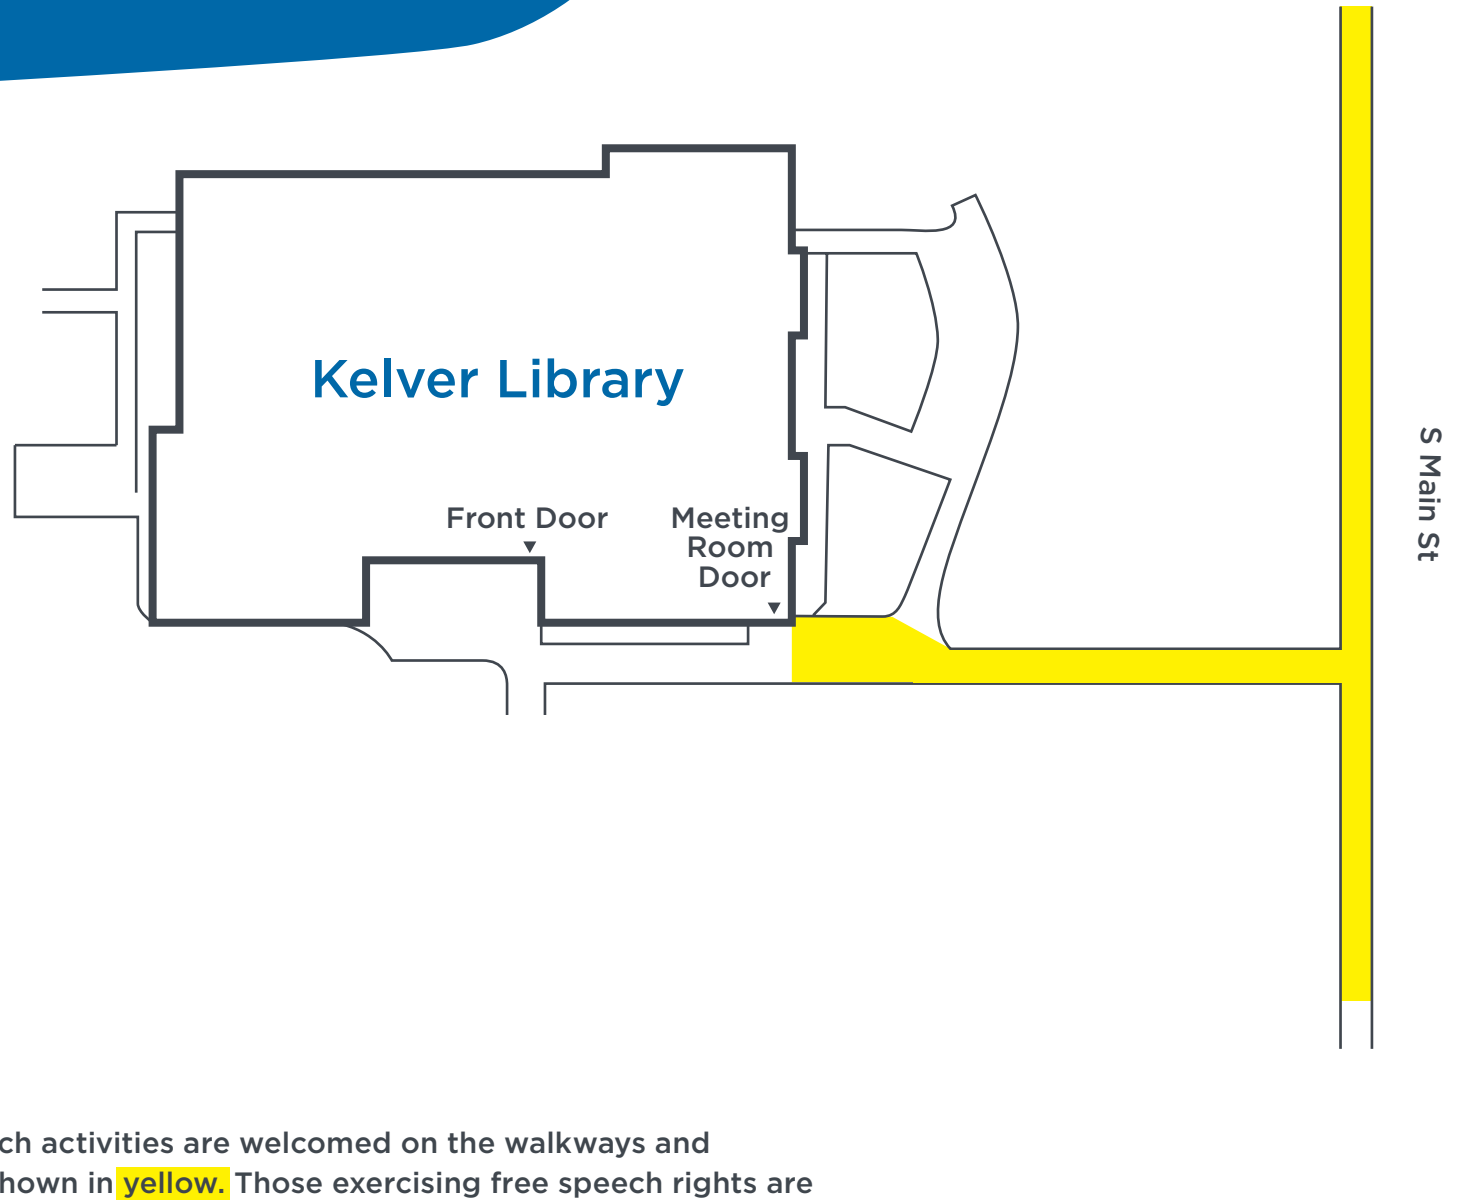 Kelver Library
S Main St
Front Door
Meeting
Room
Door
ch activities are welcomed on the walkways and
hown in yellow. Those exercising free speech rights are